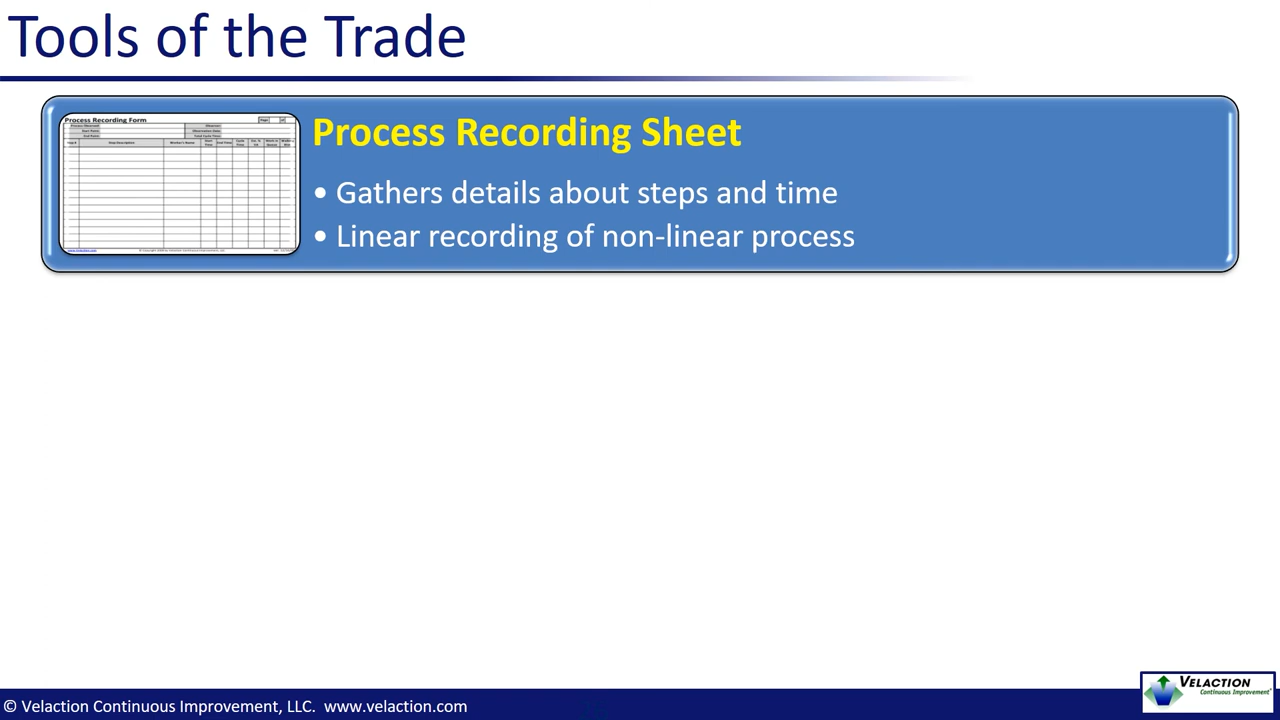 Tools of the Trade
Process Recording Form
Process Recording Sheet
• Gathers details about steps and time
• Linear recording of non-linear process
© Velaction Continuous Improvement, LLC. www.velaction.com
VELACTION
Continuous Improvement